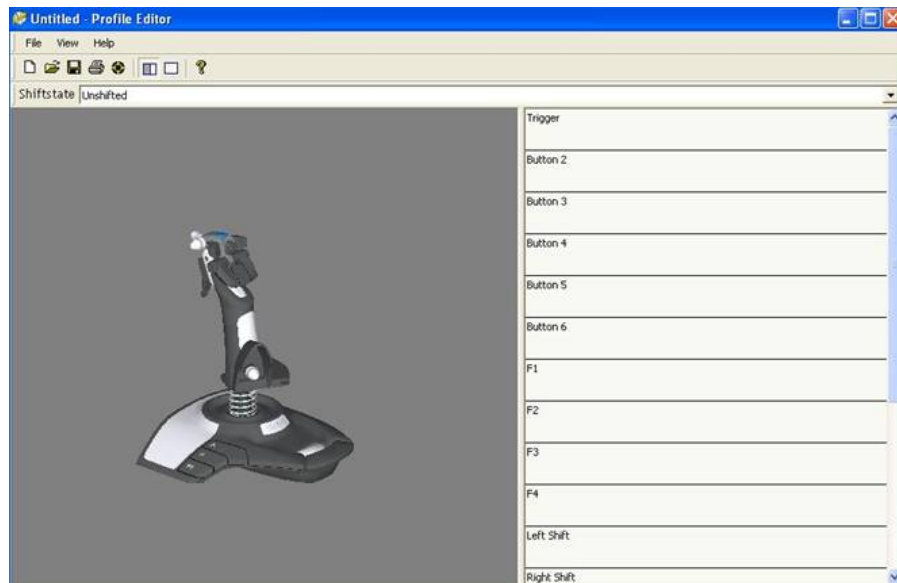 Untitled - Profile Editor
File View Help
Shiftstate Unshifted
Trigger
Button 2
Button 3
Button 4
Button 5
Button 6
F1
F2
F3
F4
Left Shift
Right Shift